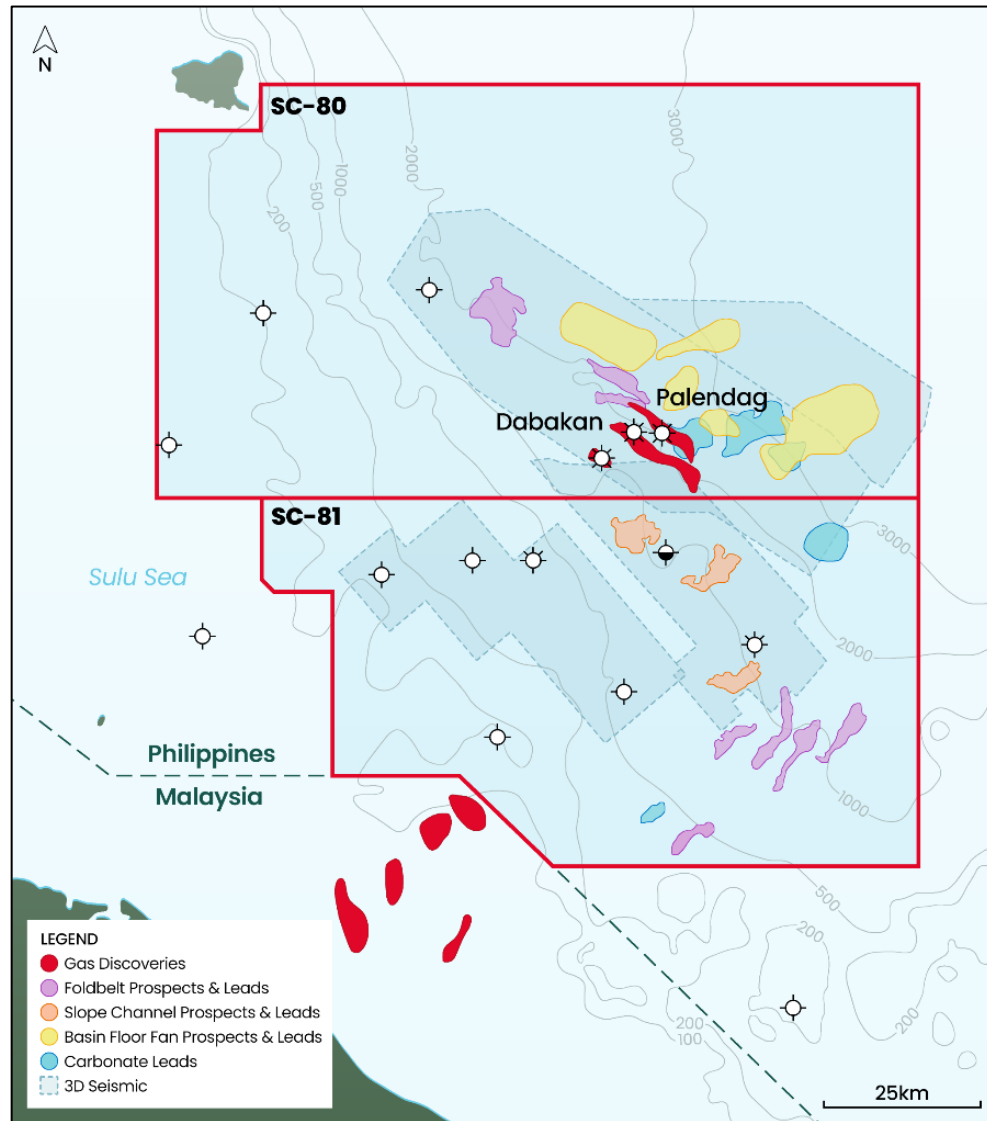 N
SC-80
3000
2000
1000
500
200
Palendag
Dabakan
SC-81
3000
Sulu Sea
2000
Philippines
Malaysia
1000
500
200
200
200
100
LEGEND
Gas Discoveries
Foldbelt Prospects & Leads
Slope Channel Prospects & Leads
Basin Floor Fan Prospects & Leads
Carbonate Leads
3D Seismic
25km